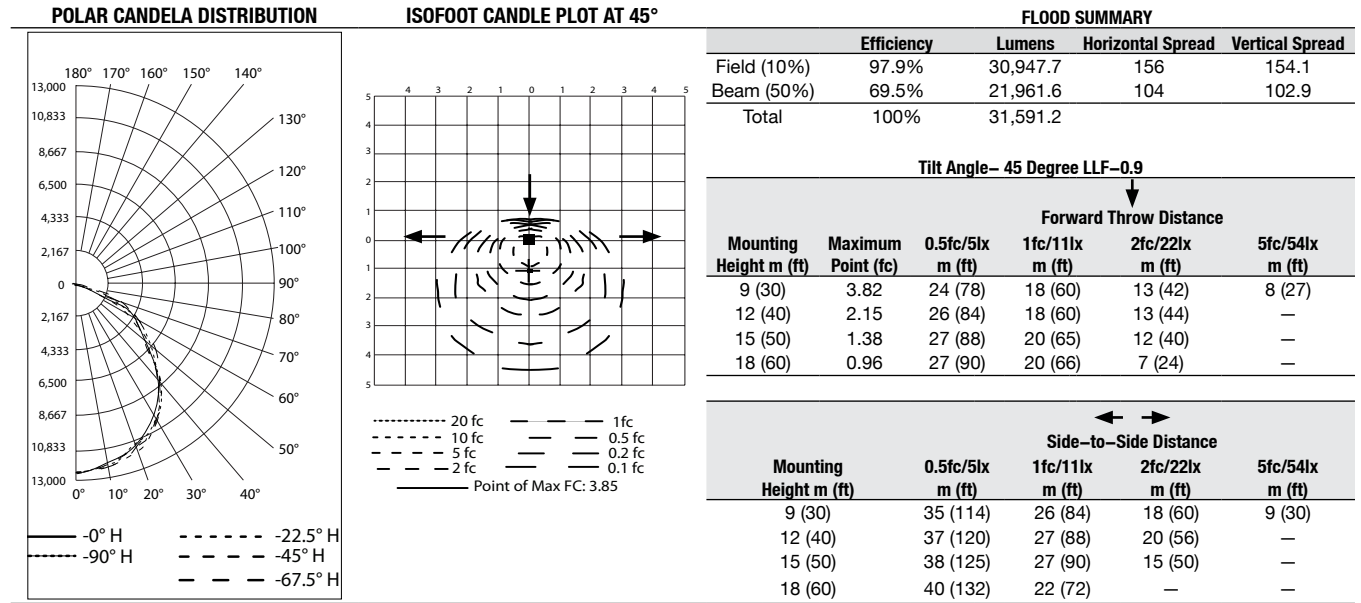 POLAR CANDELA DISTRIBUTION
180° 170° 160° 150° 140°
13,000
10,833
8,667
6,500
4,333
2,167
0
2,167
4,333
6,500
8,667
10,833
13,000
130°
120°
110°
100°
90°
80°
70°
60°
50°
0° 10° 20° 30° 40°
-0° H
-90° H
-22.5° H
-45° H
-67.5° H
ISOFOOT CANDLE PLOT AT 45°
4 3 2 1 0 1 2 3 4 5
5
4
3
2
1
0
1
2
3
4
5
5 4 3 2 1 0 1 2 3 4 5
20 fc
10 fc
5 fc
2 fc
1fc
0.5 fc
0.2 fc
0.1 fc
Point of Max FC: 3.85
FLOOD SUMMARY
Efficiency Lumens Horizontal Spread Vertical Spread
Field (10%) 97.9% 30,947.7 156 154.1
Beam (50%) 69.5% 21,961.6 104 102.9
Total 100% 31,591.2
Tilt Angle– 45 Degree LLF–0.9
Forward Throw Distance
Mounting Maximum 0.5fc/5lx 1fc/11lx 2fc/22lx 5fc/54lx
Height m (ft) Point (fc) m (ft) m (ft) m (ft) m (ft)
9 (30) 3.82 24 (78) 18 (60) 13 (42) 8 (27)
12 (40) 2.15 26 (84) 18 (60) 13 (44) —
15 (50) 1.38 27 (88) 20 (65) 12 (40) —
18 (60) 0.96 27 (90) 20 (66) 7 (24) —
Side–to–Side Distance
Mounting 0.5fc/5lx 1fc/11lx 2fc/22lx 5fc/54lx
Height m (ft) m (ft) m (ft) m (ft) m (ft)
9 (30) 35 (114) 26 (84) 18 (60) 9 (30)
12 (40) 37 (120) 27 (88) 20 (56) —
15 (50) 38 (125) 27 (90) 15 (50) —
18 (60) 40 (132) 22 (72) — —